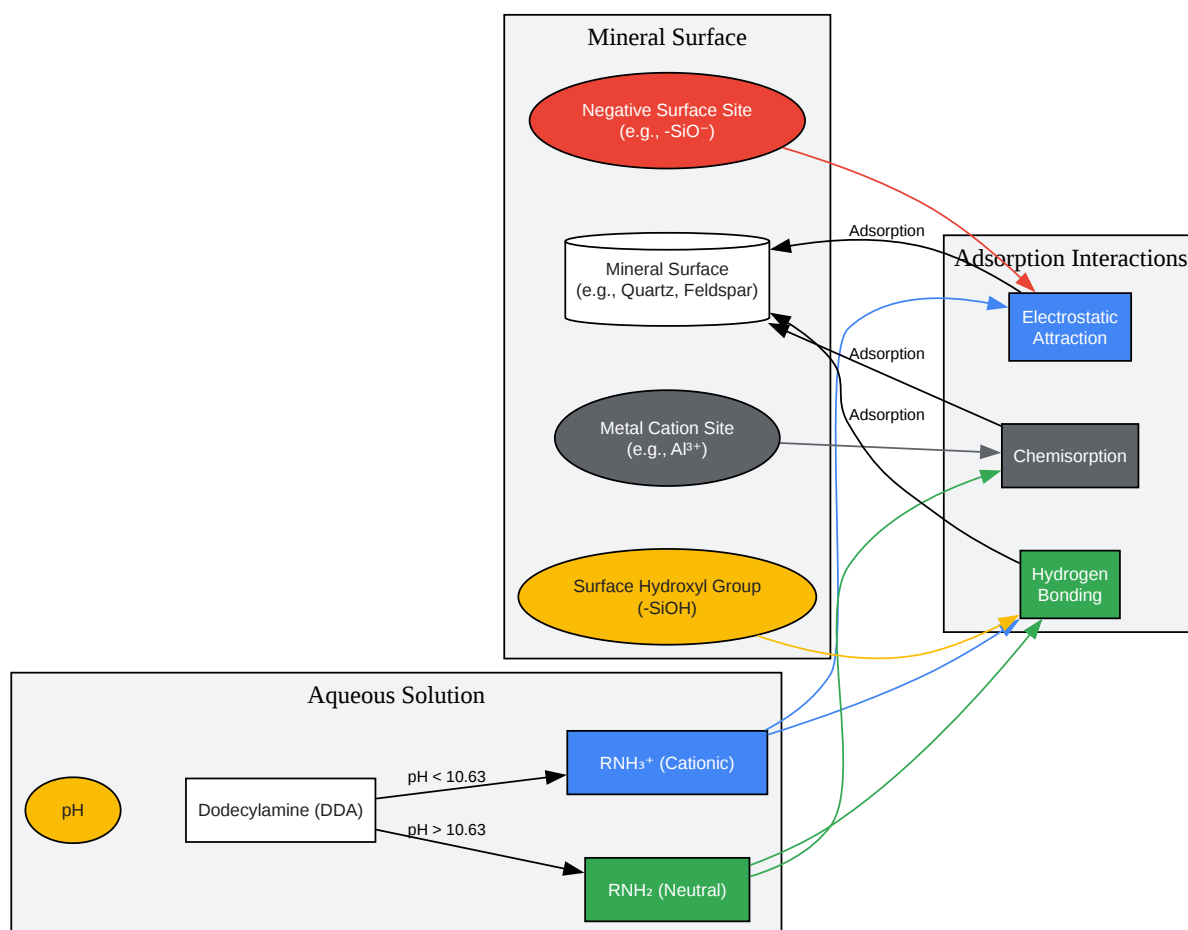 Mineral Surface
Negative Surface Site
(e.g., -SiO⁻)
Adsorption
Mineral Surface
(e.g., Quartz, Feldspar)
Adsorption Interactions
Electrostatic
Attraction
Adsorption
Adsorption
Metal Cation Site
(e.g., Al³⁺)
Chemisorption
Surface Hydroxyl Group
(-SiOH)
Hydrogen
Bonding
Aqueous Solution
pH
Dodecylamine (DDA)
pH < 10.63
pH > 10.63
RNH₃⁺ (Cationic)
RNH₂ (Neutral)